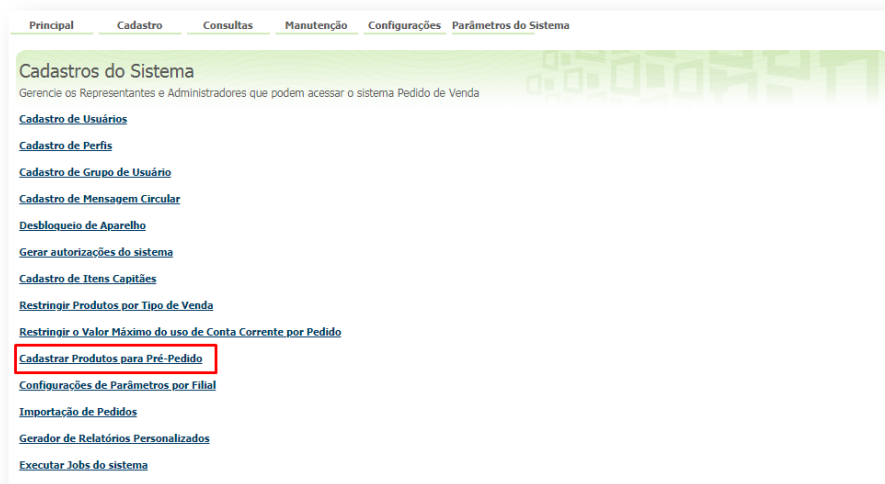 Principal Cadastro Consultas Manutenção Configurações Parâmetros do Sistema
Cadastros do Sistema
Gerencie os Representantes e Administradores que podem acessar o sistema Pedido de Venda
Cadastro de Usuários
Cadastro de Perfis
Cadastro de Grupo de Usuário
Cadastro de Mensagem Circular
Desbloqueio de Aparelho
Gerar autorizações do sistema
Cadastro de Itens Capitães
Restringir Produtos por Tipo de Venda
Restringir o Valor Máximo do uso de Conta Corrente por Pedido
Cadastrar Produtos para Pré-Pedido
Configurações de Parâmetros por Filial
Importação de Pedidos
Gerador de Relatórios Personalizados
Executar Jobs do sistema